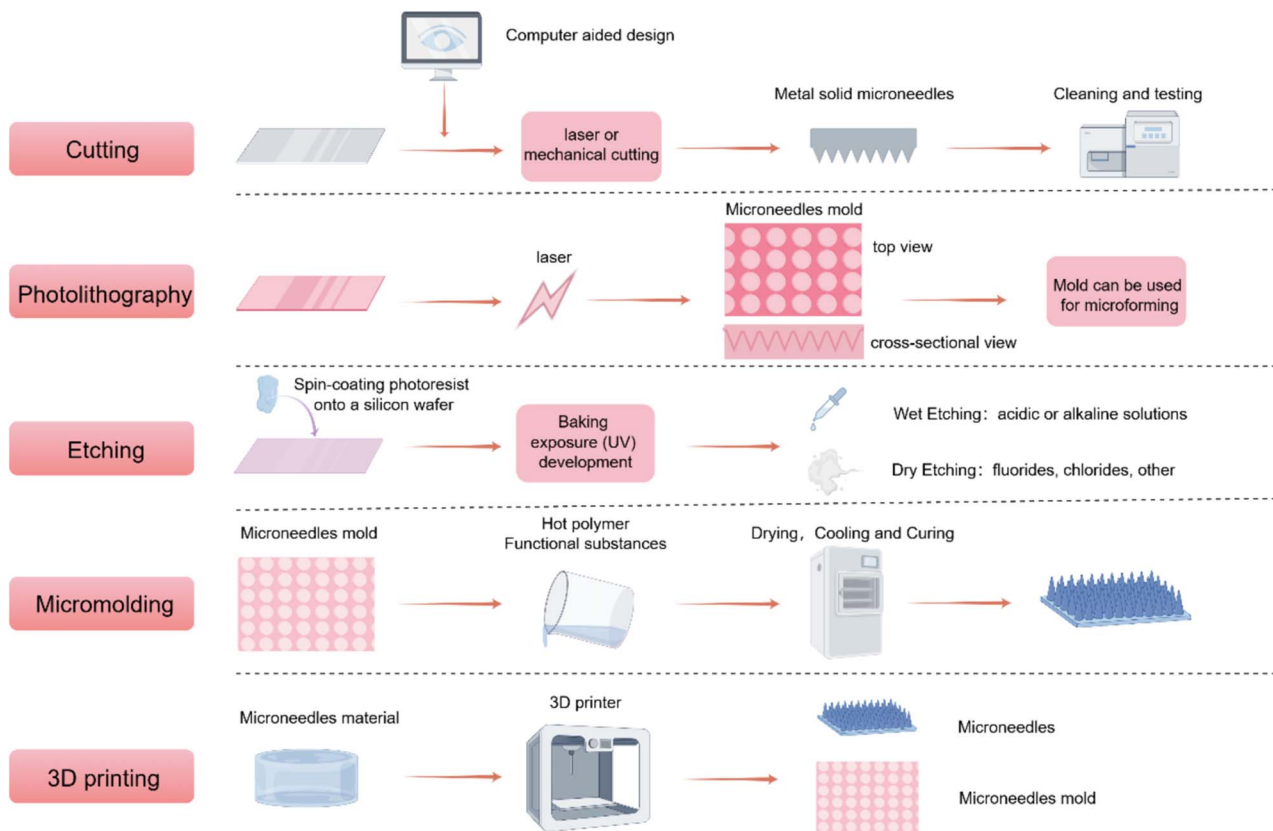 Computer aided design
Cutting
laser or
mechanical cutting
Metal solid microneedles
Cleaning and testing
Photolithography
laser
Microneedles mold
top view
cross-sectional view
Mold can be used
for microforming
Etching
Spin-coating photoresist
onto a silicon wafer
Baking
exposure (UV)
development
Wet Etching: acidic or alkaline solutions
Dry Etching: fluorides, chlorides, other
Micromolding
Microneedles mold
Hot polymer
Functional substances
Drying, Cooling and Curing
3D printing
Microneedles material
3D printer
Microneedles
Microneedles mold